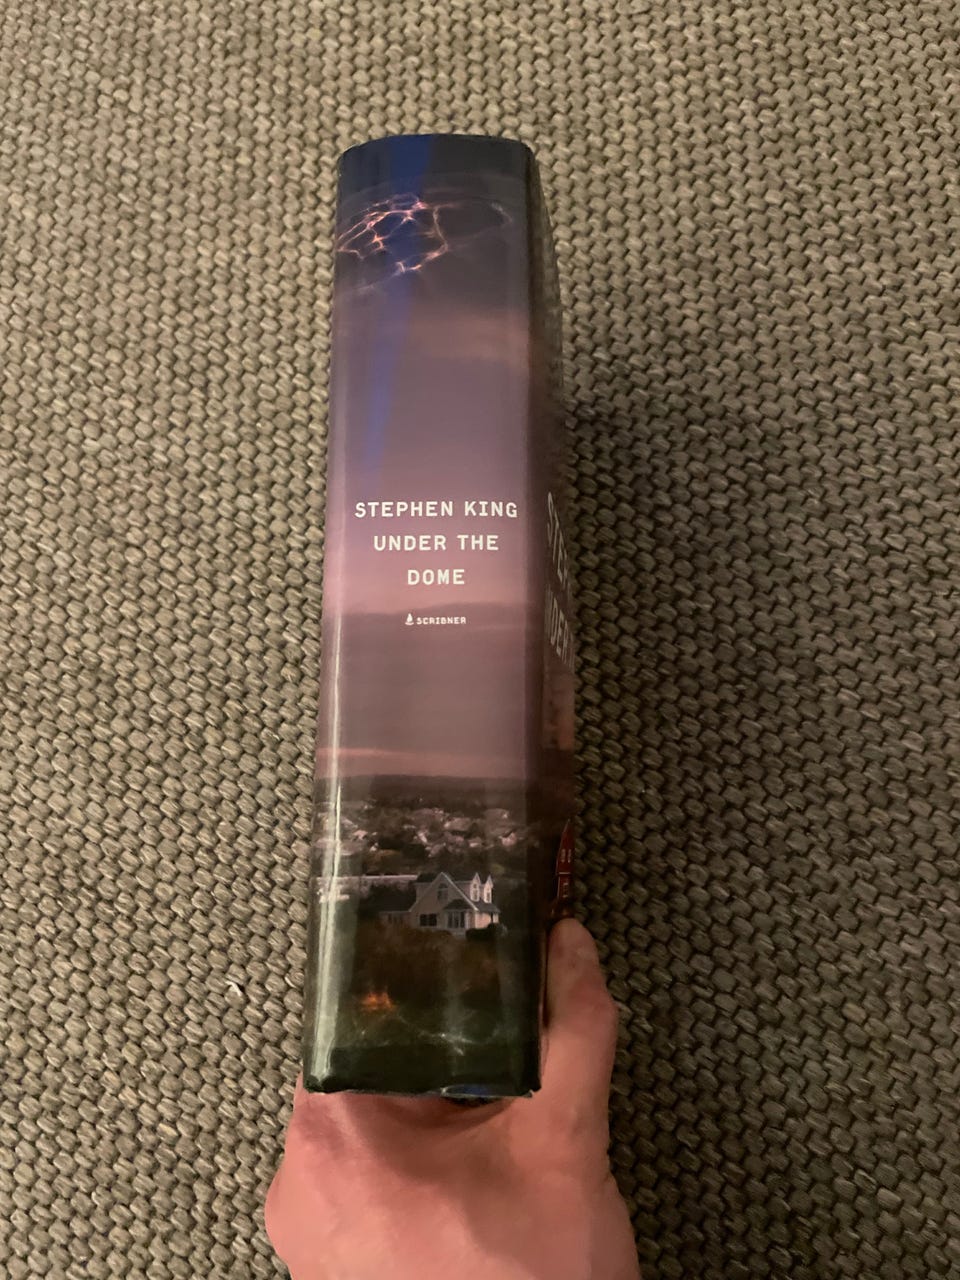 STEPHEN KING
UNDER THE
DOME
SCRIBNER